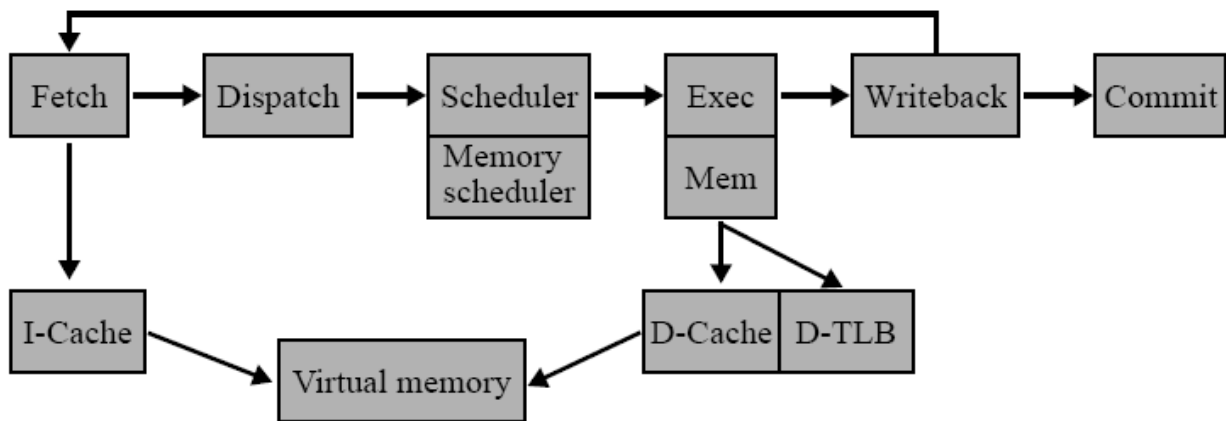 Fetch
Dispatch
Scheduler
Exec
Writeback
Commit
Memory
scheduler
Mem
I-Cache
D-Cache
D-TLB
Virtual memory